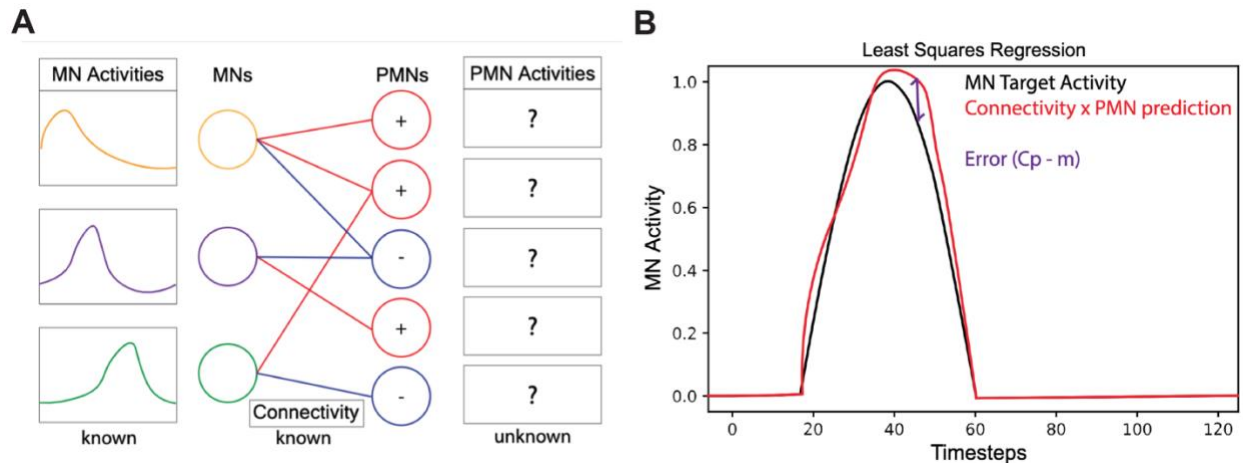 A
MN Activities
MNs
PMNs
PMN Activities
+
?
+
?
-
?
+
?
-
?
Connectivity
known
known
unknown
B
Least Squares Regression
MN Target Activity
Connectivity x PMN prediction
Error (Cp - m)
MN Activity
1.0
0.8
0.6
0.4
0.2
0.0
0 20 40 60 80 100 120
Timesteps